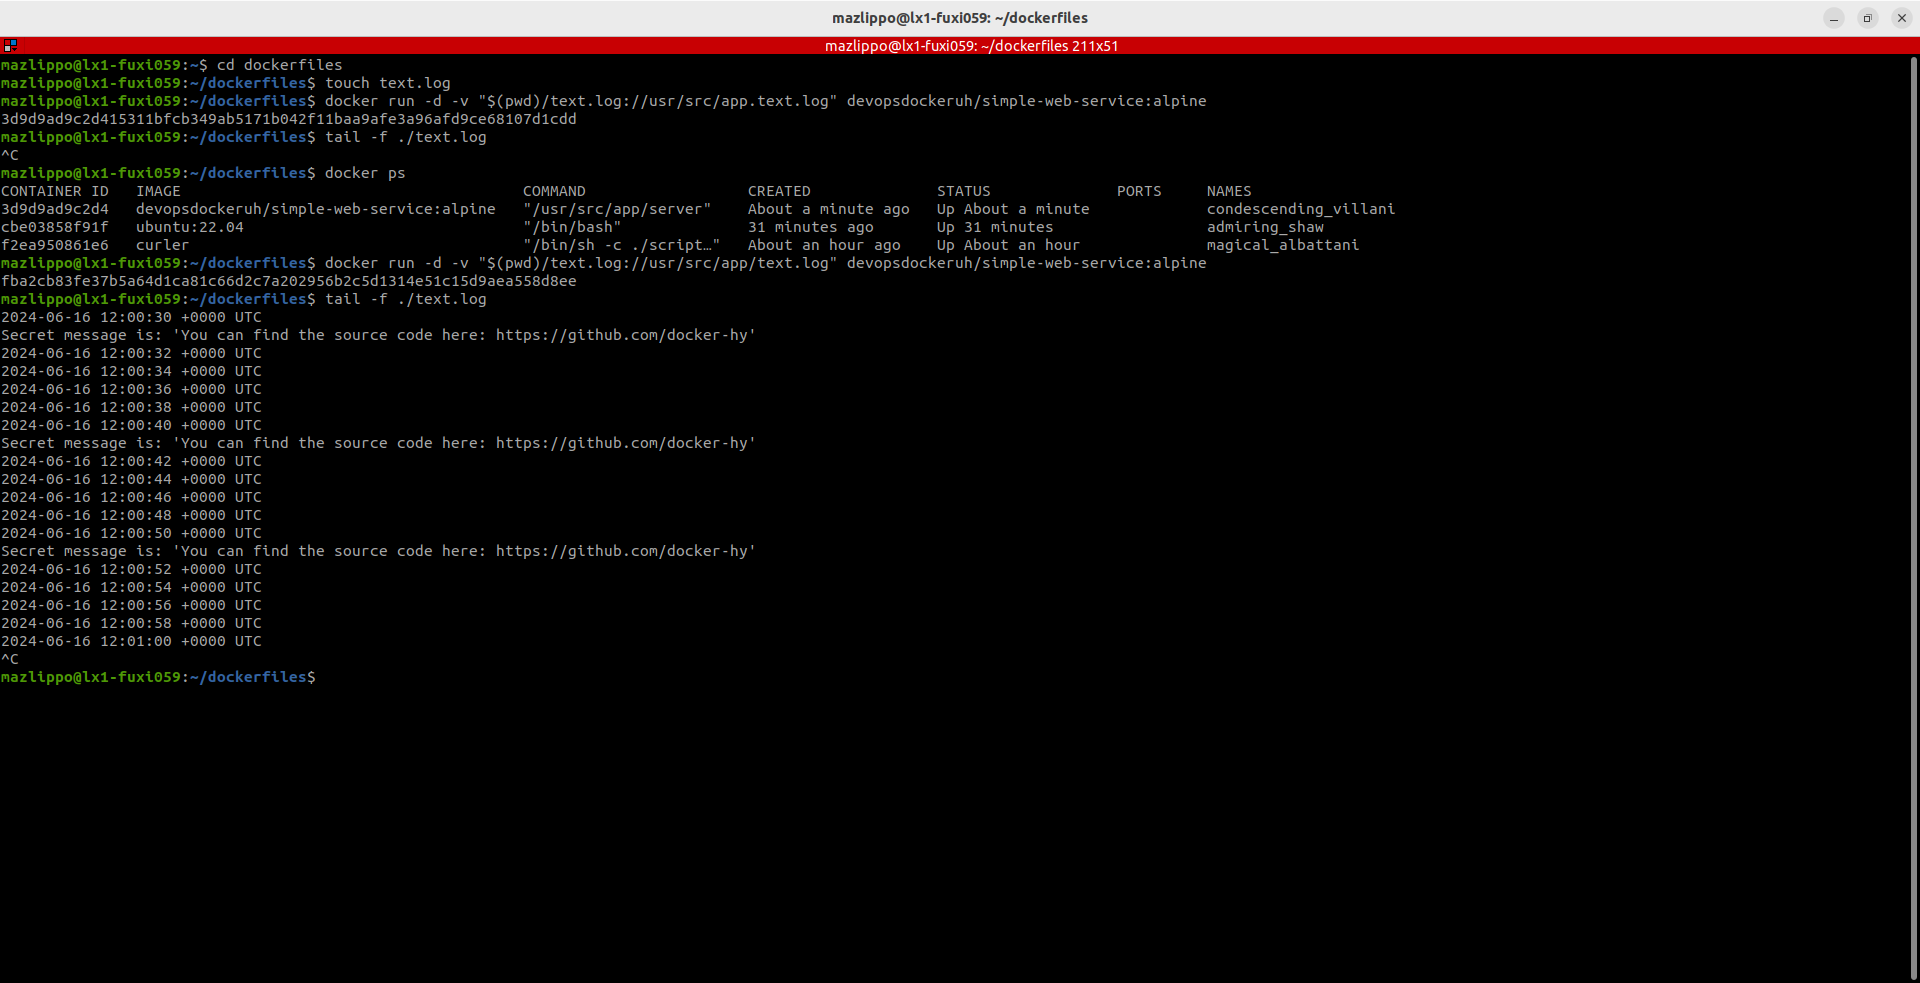 mazlippo@lx1-fuxi059: ~/dockerfiles
mazlippo@lx1-fuxi059: ~/dockerfiles 211x51
mazlippo@lx1-fuxi059:~$ cd dockerfiles
mazlippo@lx1-fuxi059:~/dockerfiles$ touch text.log
mazlippo@lx1-fuxi059:~/dockerfiles$ docker run -d -v "$(pwd)/text.log://usr/src/app.text.log" devopsdockeruh/simple-web-service:alpine
3d9d9ad9c2d415311bfcb349ab5171b042f11baa9afe3a96afd9ce68107d1cdd
mazlippo@lx1-fuxi059:~/dockerfiles$ tail -f ./text.log
^C
mazlippo@lx1-fuxi059:~/dockerfiles$ docker ps
CONTAINER ID   IMAGE                                      COMMAND                  CREATED              STATUS              PORTS     NAMES
3d9d9ad9c2d4   devopsdockeruh/simple-web-service:alpine   "/usr/src/app/server"    About a minute ago   Up About a minute             condescending_villani
cbe03858f91f   ubuntu:22.04                               "/bin/bash"              31 minutes ago       Up 31 minutes                 admiring_shaw
f2ea950861e6   curler                                     "/bin/sh -c ./script…"   About an hour ago    Up About an hour              magical_albattani
mazlippo@lx1-fuxi059:~/dockerfiles$ docker run -d -v "$(pwd)/text.log://usr/src/app/text.log" devopsdockeruh/simple-web-service:alpine
fba2cb83fe37b5a64d1ca81c66d2c7a202956b2c5d1314e51c15d9aea558d8ee
mazlippo@lx1-fuxi059:~/dockerfiles$ tail -f ./text.log
2024-06-16 12:00:30 +0000 UTC
Secret message is: 'You can find the source code here: https://github.com/docker-hy'
2024-06-16 12:00:32 +0000 UTC
2024-06-16 12:00:34 +0000 UTC
2024-06-16 12:00:36 +0000 UTC
2024-06-16 12:00:38 +0000 UTC
2024-06-16 12:00:40 +0000 UTC
Secret message is: 'You can find the source code here: https://github.com/docker-hy'
2024-06-16 12:00:42 +0000 UTC
2024-06-16 12:00:44 +0000 UTC
2024-06-16 12:00:46 +0000 UTC
2024-06-16 12:00:48 +0000 UTC
2024-06-16 12:00:50 +0000 UTC
Secret message is: 'You can find the source code here: https://github.com/docker-hy'
2024-06-16 12:00:52 +0000 UTC
2024-06-16 12:00:54 +0000 UTC
2024-06-16 12:00:56 +0000 UTC
2024-06-16 12:00:58 +0000 UTC
2024-06-16 12:01:00 +0000 UTC
^C
mazlippo@lx1-fuxi059:~/dockerfiles$